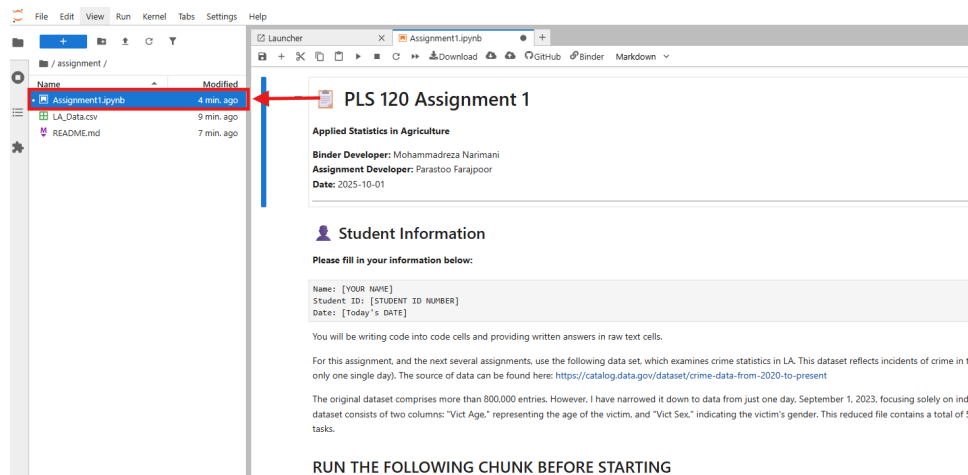 File Edit View Run Kernel Tabs Settings Help
Launcher
Assignment1.ipynb
Download GitHub Binder Markdown
/ assignment /
Name Modified
Assignment1.ipynb 4 min. ago
LA_Data.csv 9 min. ago
README.md 7 min. ago
PLS 120 Assignment 1
Applied Statistics in Agriculture
Binder Developer: Mohammadreza Narimani
Assignment Developer: Parastoo Farajpoor
Date: 2025-10-01
Student Information
Please fill in your information below:
Name: [YOUR NAME]
Student ID: [STUDENT ID NUMBER]
Date: [Today's DATE]
You will be writing code into code cells and providing written answers in raw text cells.
For this assignment, and the next several assignments, use the following data set, which examines crime statistics in LA. This dataset reflects incidents of crime in t
only one single day). The source of data can be found here: https://catalog.data.gov/dataset/crime-data-from-2020-to-present
The original dataset comprises more than 800,000 entries. However, I have narrowed it down to data from just one day, September 1, 2023, focusing solely on ind
dataset consists of two columns: "Vict Age," representing the age of the victim, and "Vict Sex," indicating the victim's gender. This reduced file contains a total of 5
tasks.
RUN THE FOLLOWING CHUNK BEFORE STARTING